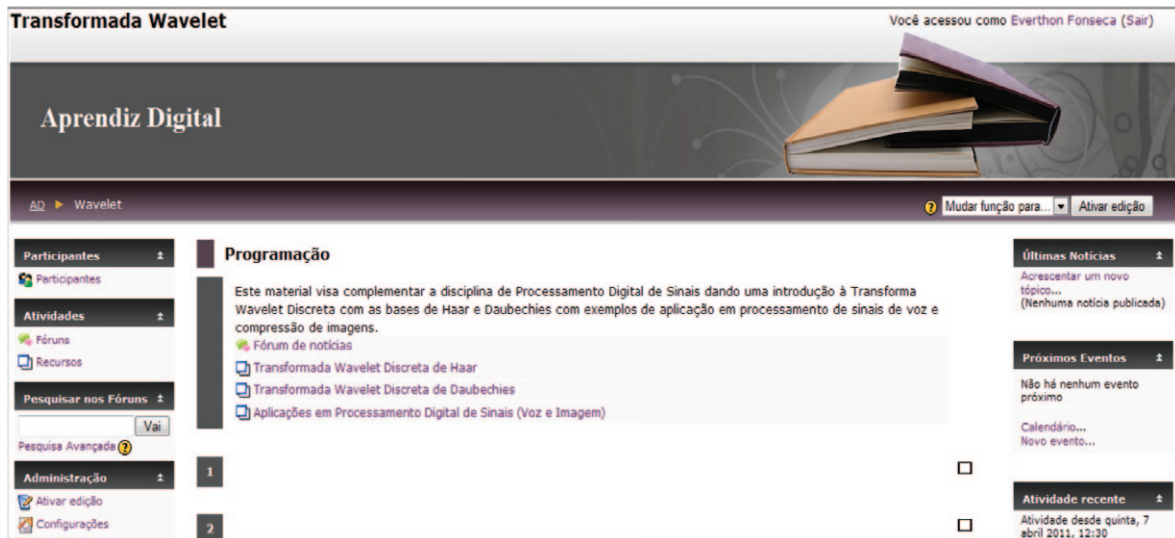 Transformada Wavelet
Você acessou como Everthon Fonseca (Sair)
Aprendiz Digital
AD ► Wavelet
Mudar função para...
Ativar edição
Participantes
Participantes
Atividades
Fóruns
Recursos
Pesquisar nos Fóruns
Vai
Pesquisa Avançada
Administração
Ativar edição
Configurações
Programação
Este material visa complementar a disciplina de Processamento Digital de Sinais dando uma introdução à Transforma
Wavelet Discreta com as bases de Haar e Daubechies com exemplos de aplicação em processamento de sinais de voz e
compressão de imagens.
Fórum de notícias
Transformada Wavelet Discreta de Haar
Transformada Wavelet Discreta de Daubechies
Aplicações em Processamento Digital de Sinais (Voz e Imagem)
1
2
Últimas Notícias
Acrescentar um novo
tópico...
(Nenhuma notícia publicada)
Próximos Eventos
Não há nenhum evento
próximo
Calendário...
Novo evento...
Atividade recente
Atividade desde quinta, 7
abril 2011, 12:30